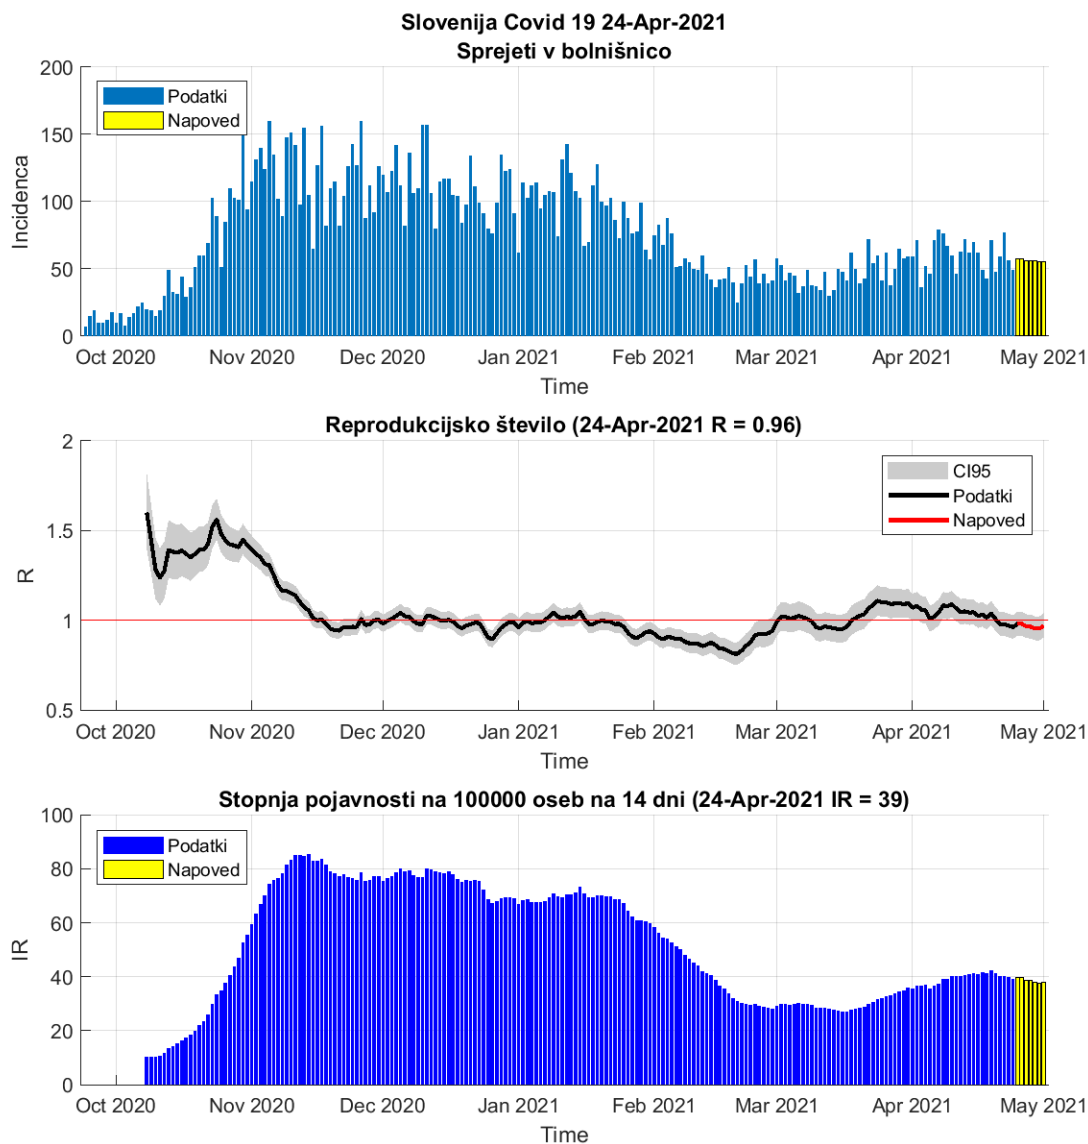 Slovenija Covid 19 24-Apr-2021
Sprejeti v bolnišnico
200
150
100
50
0
Incidenca
Podatki
Napoved
Oct 2020 Nov 2020 Dec 2020 Jan 2021 Feb 2021 Mar 2021 Apr 2021 May 2021
Time
Reprodukcijsko število (24-Apr-2021 R = 0.96)
2
1.5
1
0.5
R
CI95
Podatki
Napoved
Oct 2020 Nov 2020 Dec 2020 Jan 2021 Feb 2021 Mar 2021 Apr 2021 May 2021
Time
Stopnja pojavnosti na 100000 oseb na 14 dni (24-Apr-2021 IR = 39)
100
80
60
40
20
0
IR
Podatki
Napoved
Oct 2020 Nov 2020 Dec 2020 Jan 2021 Feb 2021 Mar 2021 Apr 2021 May 2021
Time